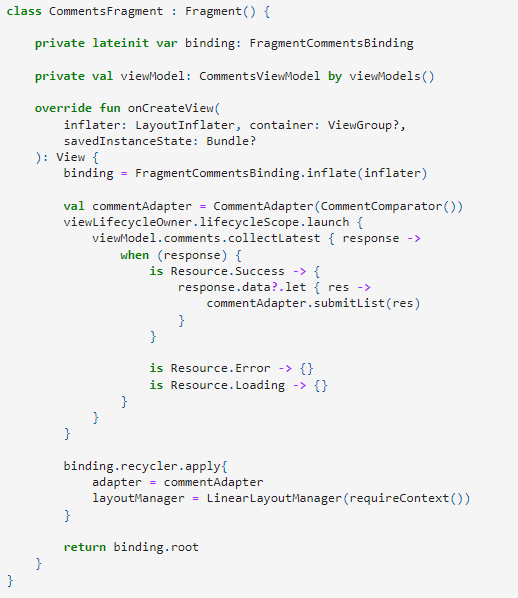 class CommentsFragment : Fragment() {
    private lateinit var binding: FragmentCommentsBinding
    private val viewModel: CommentsViewModel by viewModels()
    override fun onCreateView(
        inflater: LayoutInflater, container: ViewGroup?,
        savedInstanceState: Bundle?
    ): View {
        binding = FragmentCommentsBinding.inflate(inflater)
        val commentAdapter = CommentAdapter(CommentComparator())
        viewLifecycleOwner.lifecycleScope.launch {
            viewModel.comments.collectLatest { response ->
                when (response) {
                    is Resource.Success -> {
                        response.data?.let { res ->
                            commentAdapter.submitList(res)
                        }
                    }
                    is Resource.Error -> {}
                    is Resource.Loading -> {}
                }
            }
        }
        binding.recycler.apply{
            adapter = commentAdapter
            layoutManager = LinearLayoutManager(requireContext())
        }
        return binding.root
    }
}